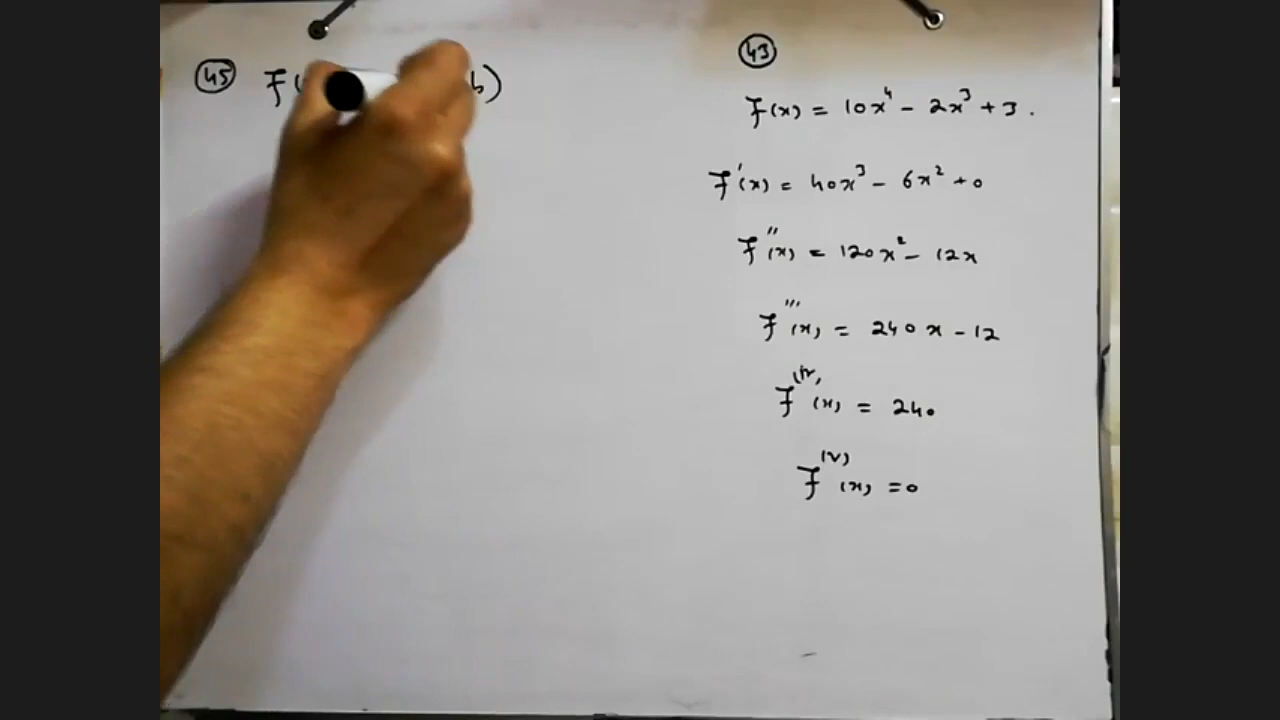 45 F( b)
43
F(x) = 10x⁴ - 2x³ + 3.
F'(x) = 40x³ - 6x² + 0
F''(x) = 120x² - 12x
F'''(x) = 240x - 12
F⁽ⁱᵛ⁾(x) = 240
F⁽ᵛ⁾(x) = 0